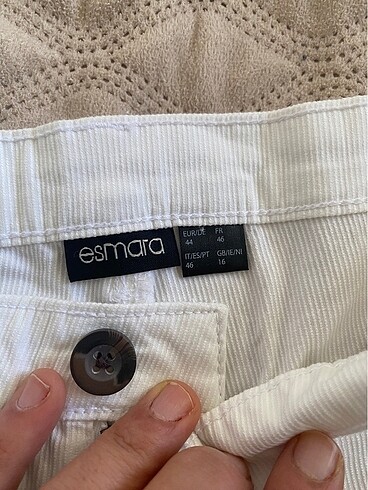 esmara
EUR/DE FR
44 46
IT/ES/PT GB/IE/NI
46 16